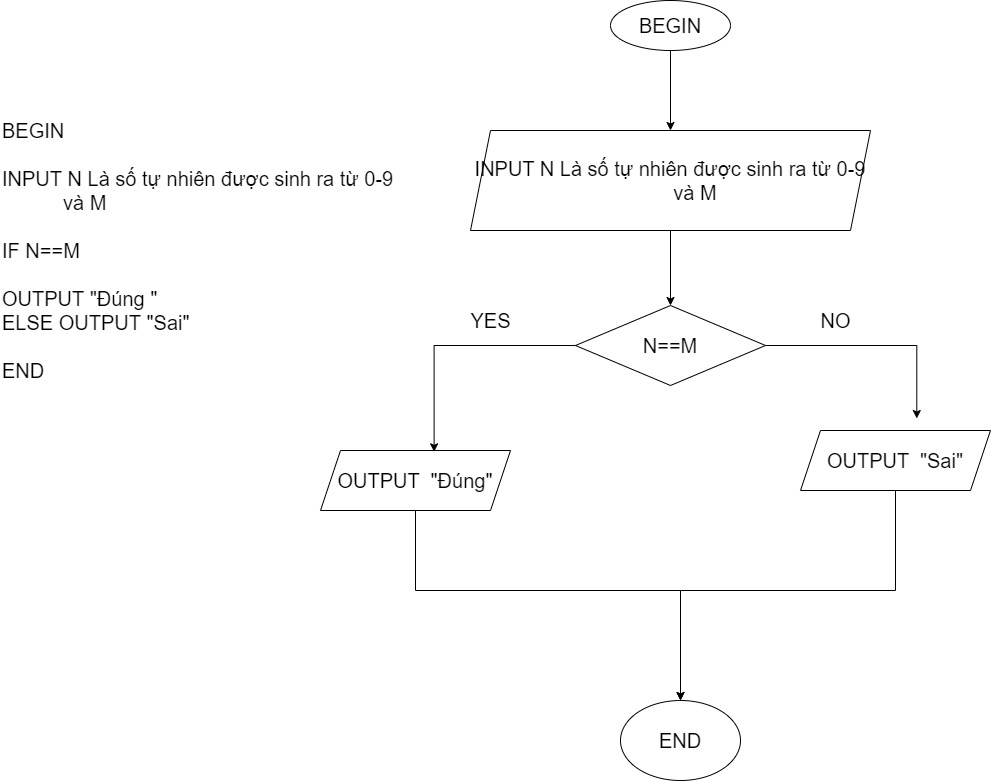 BEGIN
INPUT N Là số tự nhiên được sinh ra từ 0-9
và M
IF N==M
OUTPUT "Đúng "
ELSE OUTPUT "Sai"
END
BEGIN
INPUT N Là số tự nhiên được sinh ra từ 0-9
và M
YES
N==M
NO
OUTPUT "Đúng"
OUTPUT "Sai"
END